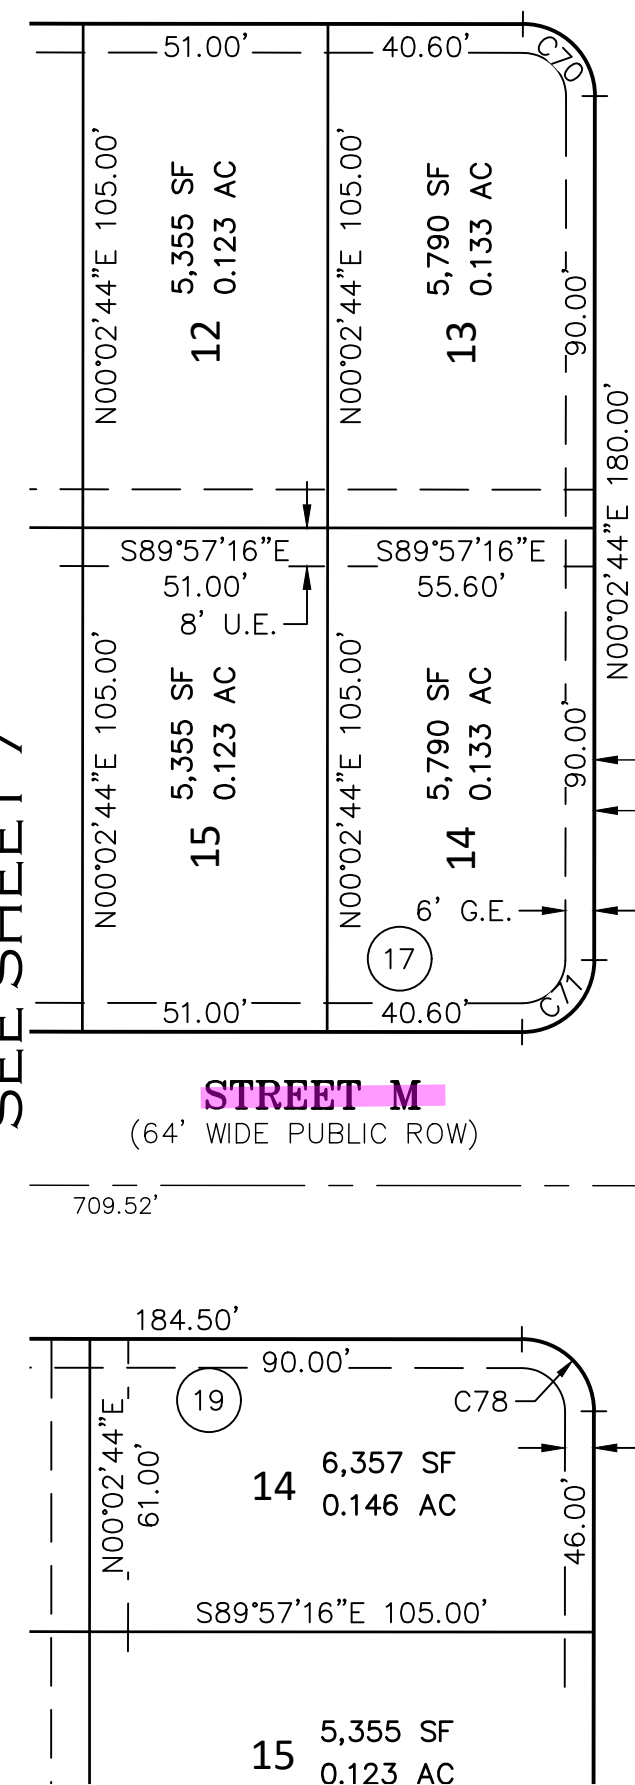 51.00'
40.60'
C70
N00°02'44"E 105.00'
5,355 SF
0.123 AC
12
N00°02'44"E 105.00'
5,790 SF
0.133 AC
13
90.00'
N00°02'44"E 180.00'
S89°57'16"E
51.00'
S89°57'16"E
55.60'
8' U.E.
N00°02'44"E 105.00'
5,355 SF
0.123 AC
15
N00°02'44"E 105.00'
5,790 SF
0.133 AC
14
90.00'
6' G.E.
17
C71
51.00'
40.60'
SEE SHEET
STREET M
(64' WIDE PUBLIC ROW)
709.52'
184.50'
90.00'
19
C78
N00°02'44"E
61.00'
14
6,357 SF
0.146 AC
46.00'
S89°57'16"E 105.00'
15
5,355 SF
0.123 AC